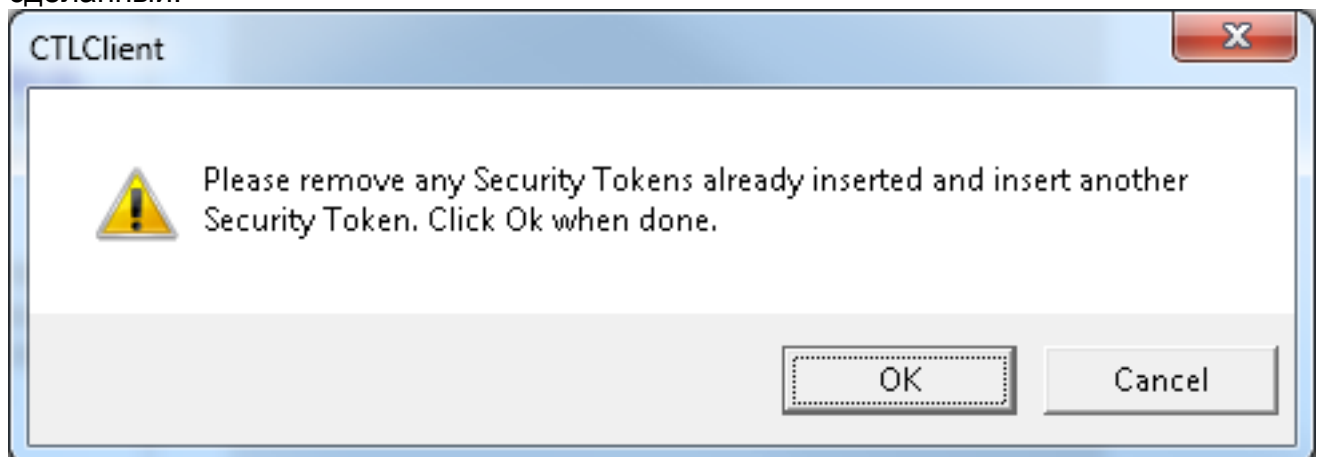 сделанный.
CTLClient
Please remove any Security Tokens already inserted and insert another
Security Token. Click Ok when done.
OK
Cancel